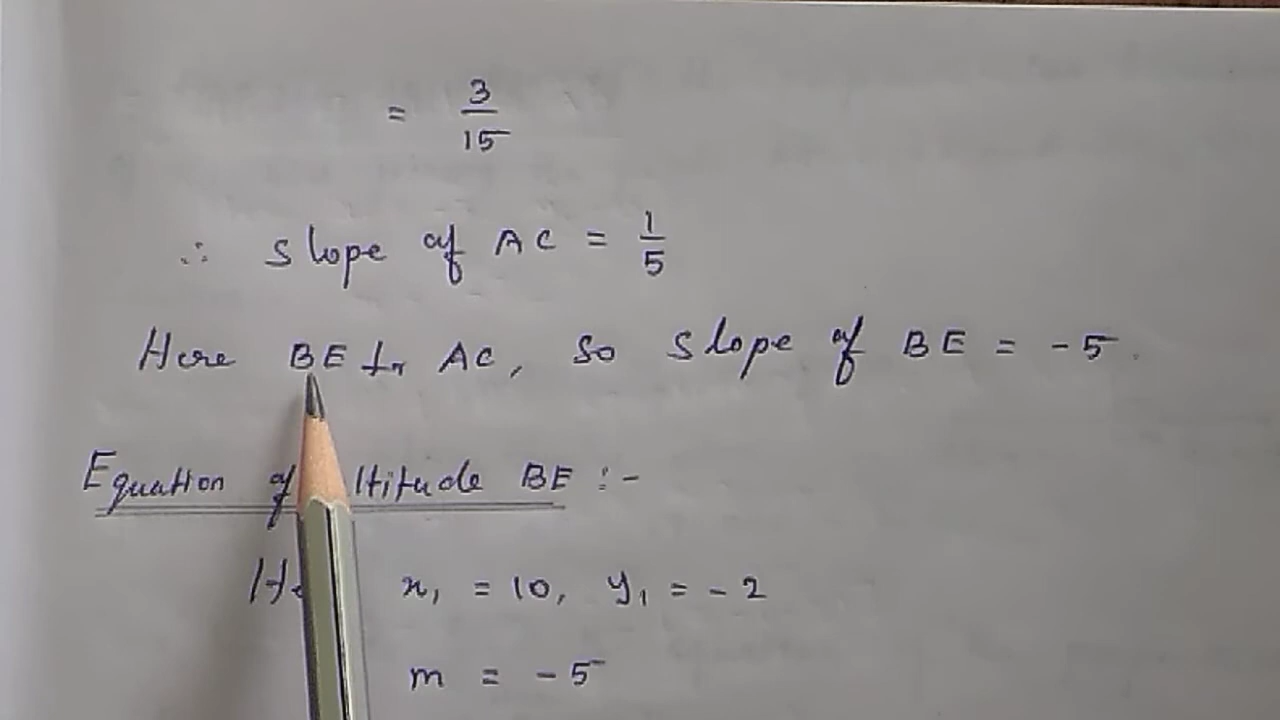 = 3/15
∴ slope of AC = 1/5
Here BE ⊥r AC, So slope of BE = -5.
Equation of ltitude BE :-
x₁ = 10, y₁ = -2
m = -5